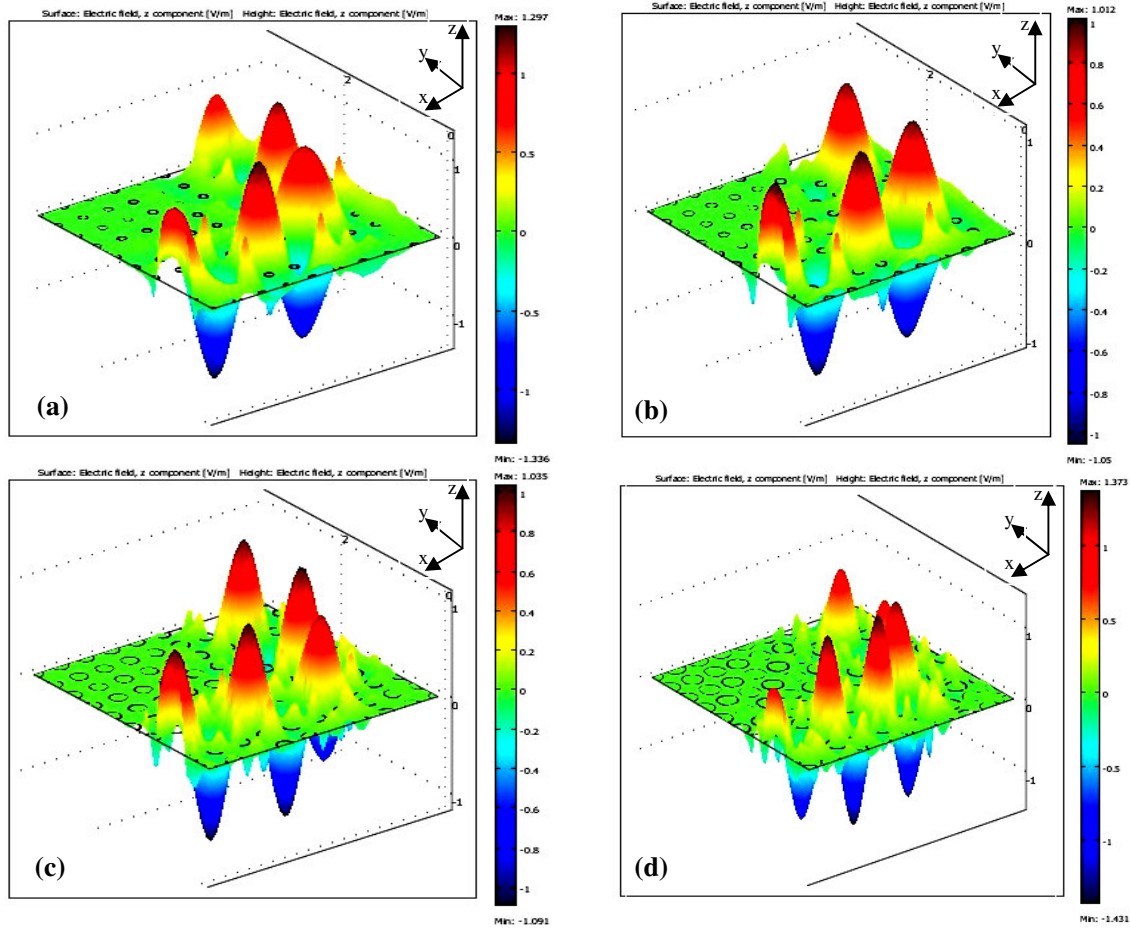 Surface: Electric field, z component [V/m] Height: Electric field, z component [V/m]
Max: 1.297
z
y
x
2
0
1
0
-1
1
0.5
0
-0.5
-1
Min: -1.336
(a)
Surface: Electric field, z component [V/m] Height: Electric field, z component [V/m]
Max: 1.012
z
y
x
2
0
1
0
-1
1
0.8
0.6
0.4
0.2
0
-0.2
-0.4
-0.6
-0.8
-1
Min: -1.05
(b)
Surface: Electric field, z component [V/m] Height: Electric field, z component [V/m]
Max: 1.035
z
y
x
2
0
1
0
-1
1
0.8
0.6
0.4
0.2
0
-0.2
-0.4
-0.6
-0.8
-1
Min: -1.091
(c)
Surface: Electric field, z component [V/m] Height: Electric field, z component [V/m]
Max: 1.373
z
y
x
1
0
-1
1
0.5
0
-0.5
-1
Min: -1.431
(d)